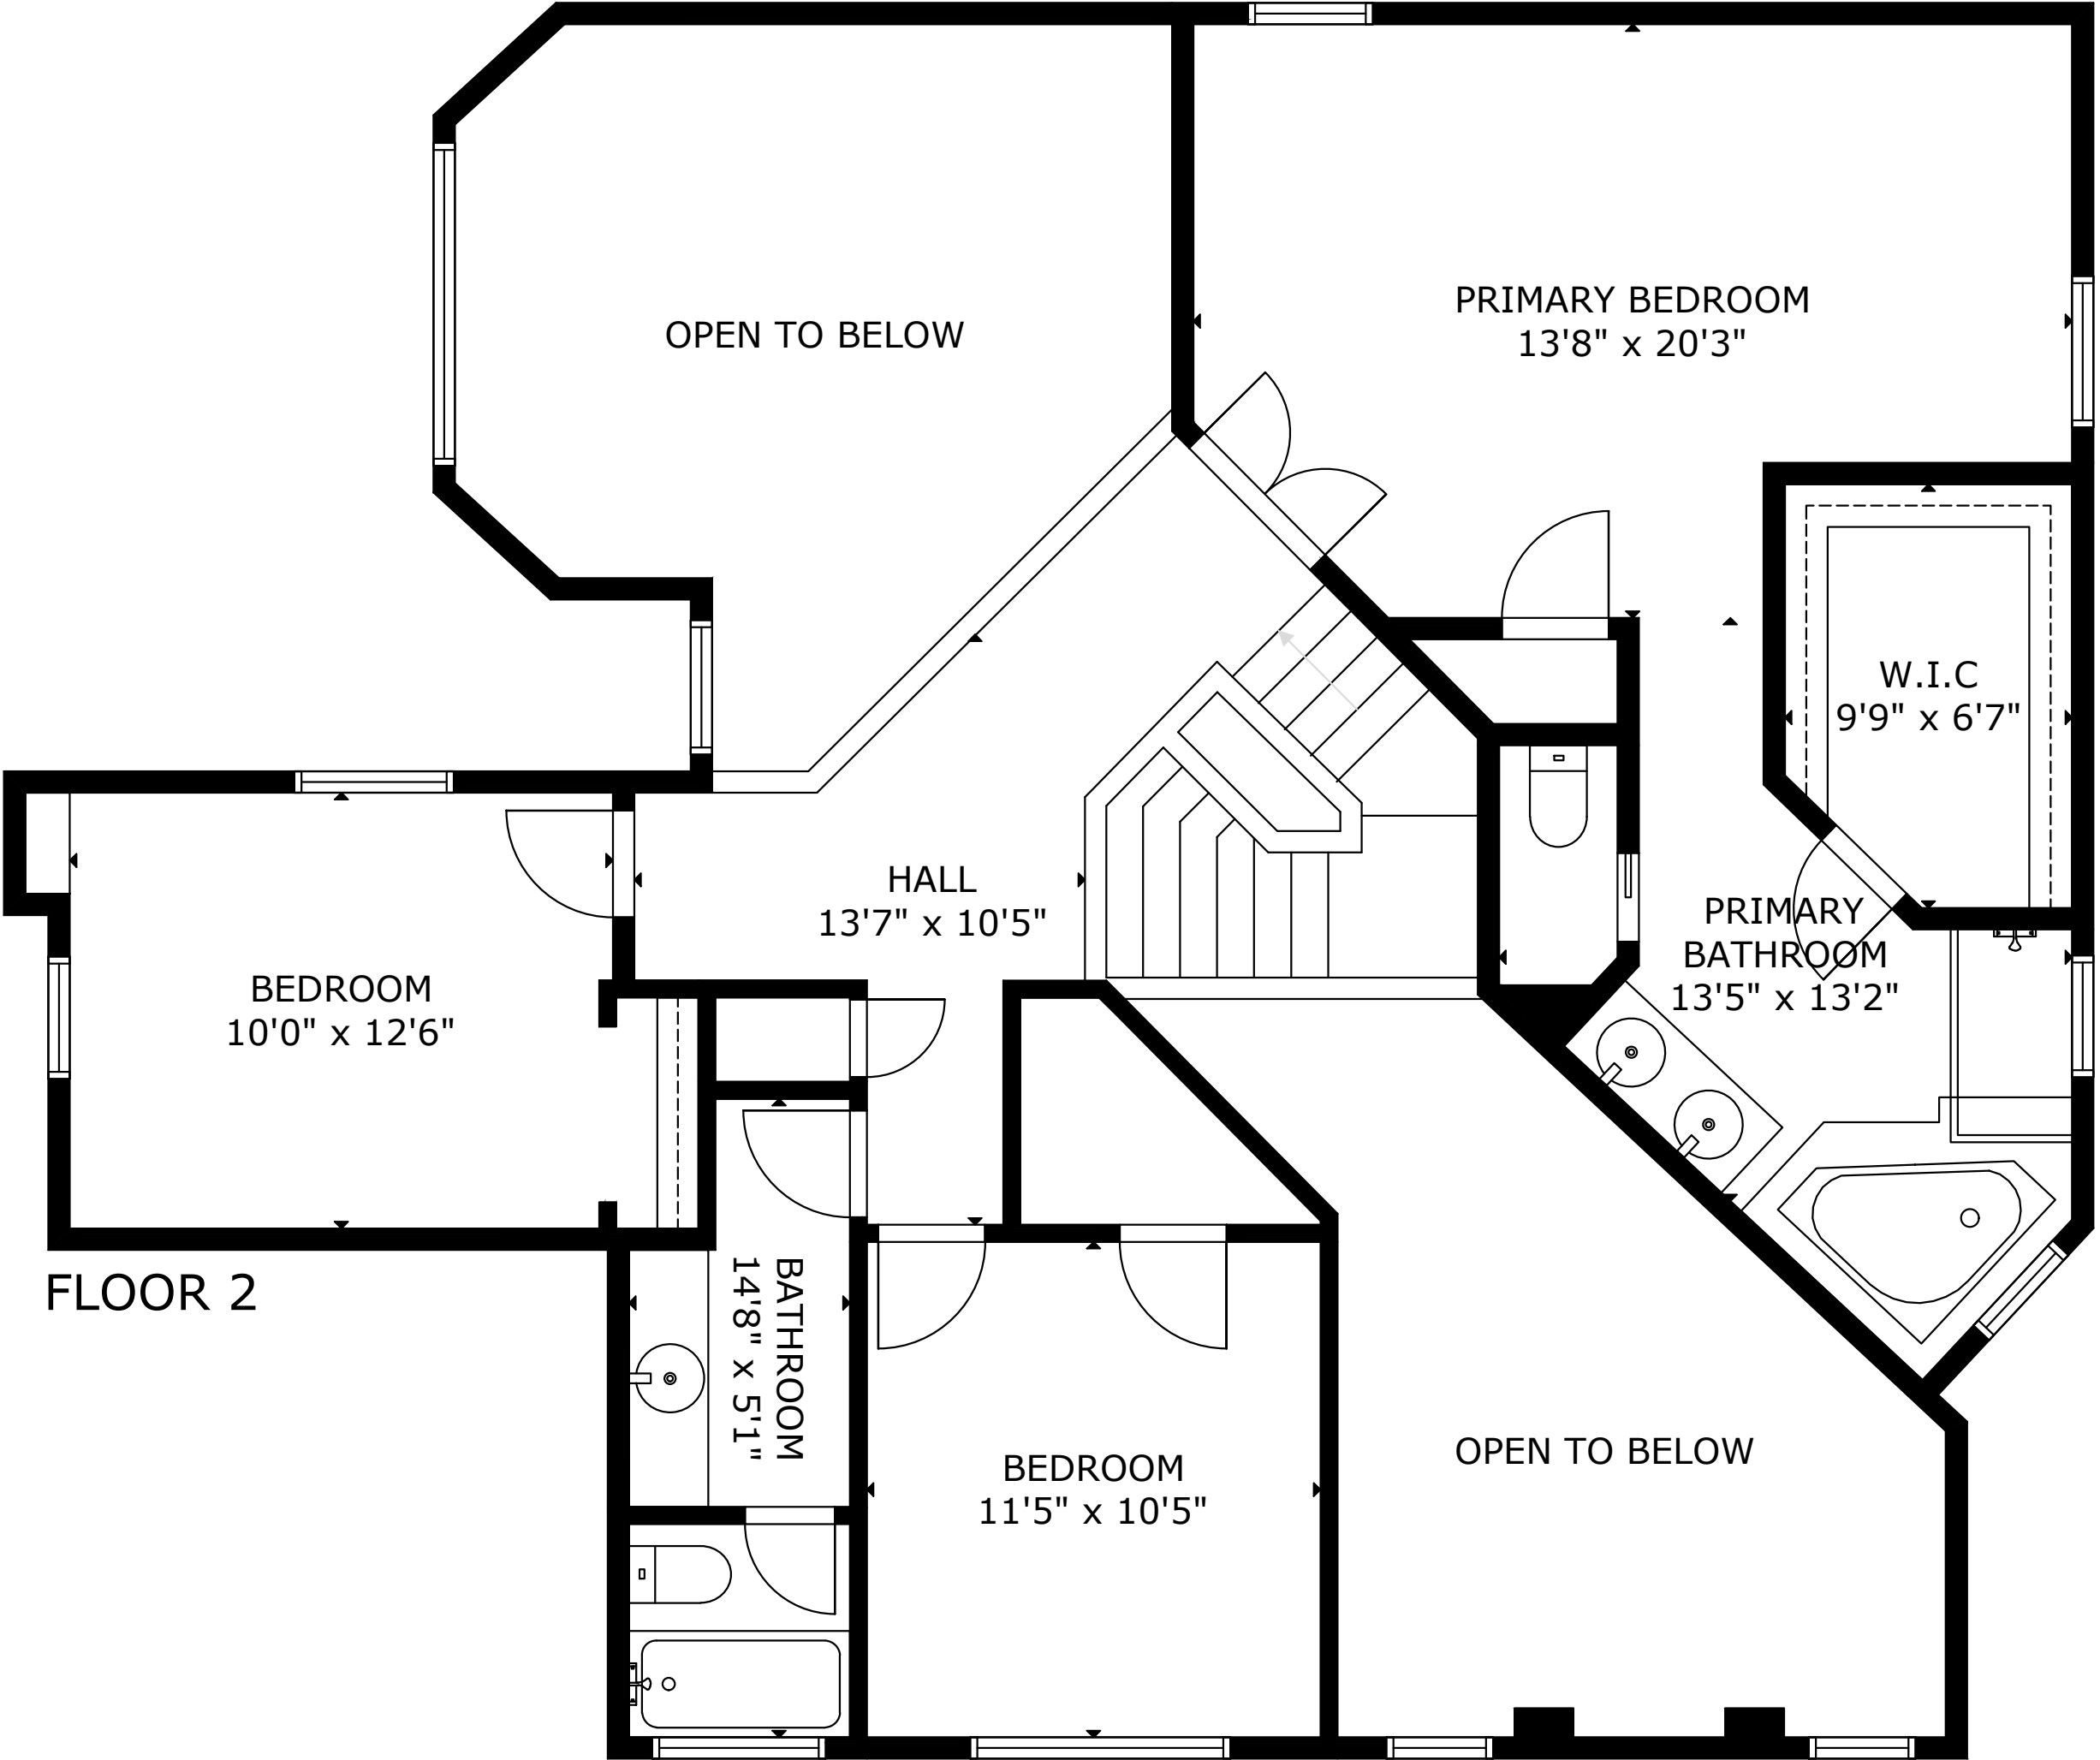 OPEN TO BELOW
PRIMARY BEDROOM
13'8" x 20'3"
W.I.C
9'9" x 6'7"
HALL
13'7" x 10'5"
PRIMARY
BATHROOM
13'5" x 13'2"
BEDROOM
10'0" x 12'6"
FLOOR 2
BATHROOM
14'8" x 5'1"
BEDROOM
11'5" x 10'5"
OPEN TO BELOW